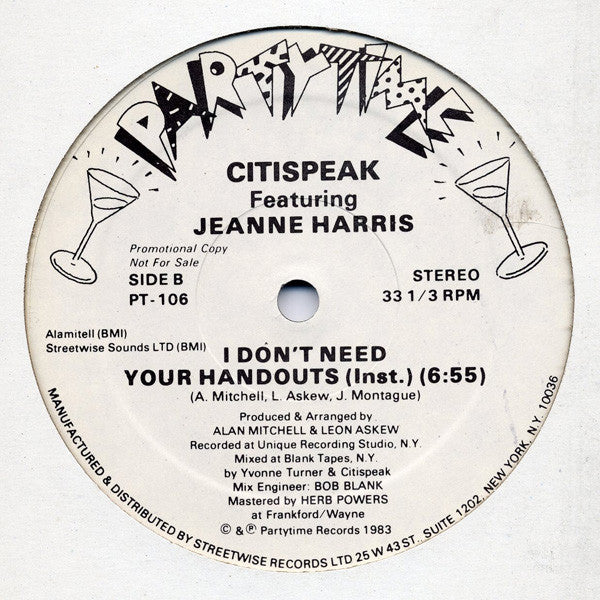 PARTYTIME
CITISPEAK
Featuring
JEANNE HARRIS
Promotional Copy
Not For Sale
SIDE B
PT-106
STEREO
33 1/3 RPM
Alamitell (BMI)
Streetwise Sounds LTD (BMI)
I DON'T NEED
YOUR HANDOUTS (Inst.) (6:55)
(A. Mitchell, L. Askew, J. Montague)
Produced & Arranged by
ALAN MITCHELL & LEON ASKEW
Recorded at Unique Recording Studio, N.Y.
Mixed at Blank Tapes, N.Y.
by Yvonne Turner & Citispeak
Mix Engineer: BOB BLANK
Mastered by HERB POWERS
at Frankford/Wayne
© & ℗ Partytime Records 1983
MANUFACTURED & DISTRIBUTED BY STREETWISE RECORDS LTD 25 W 43 ST. SUITE 1202, NEW YORK, N.Y. 10036